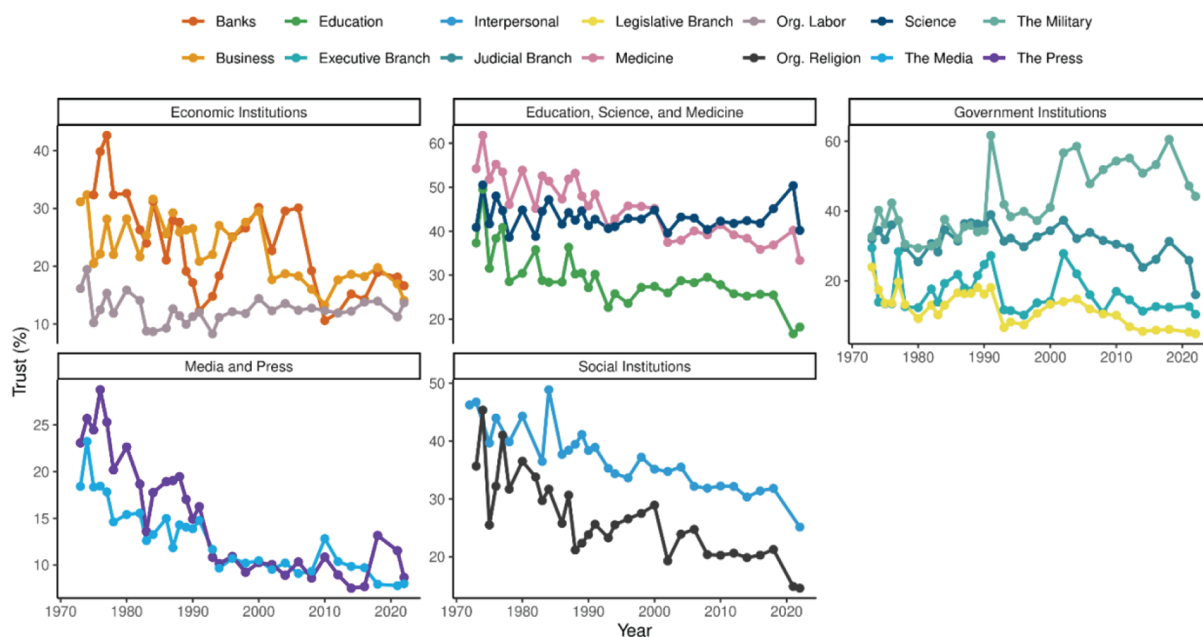 Banks Education Interpersonal Legislative Branch Org. Labor Science The Military
Business Executive Branch Judicial Branch Medicine Org. Religion The Media The Press
Economic Institutions Education, Science, and Medicine Government Institutions
40
30
20
10
60
50
40
30
20
60
40
20
1970 1980 1990 2000 2010 2020
Trust (%)
Media and Press Social Institutions
25
20
15
10
50
40
30
20
1970 1980 1990 2000 2010 2020 1970 1980 1990 2000 2010 2020
Year